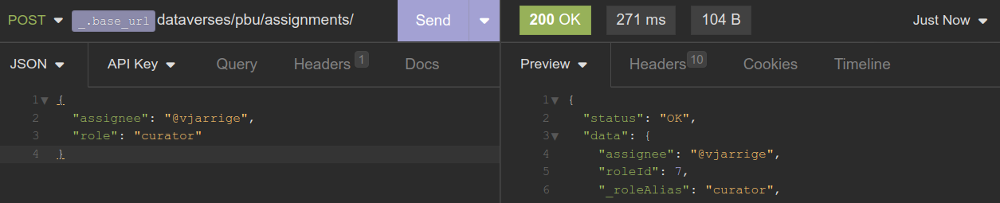 POST _.base_url dataverses/pbu/assignments/ Send 200 OK 271 ms 104 B Just Now
JSON API Key Query Headers 1 Docs Preview Headers 10 Cookies Timeline
1 {
2 "assignee": "@vjarrige",
3 "role": "curator"
4 }
1 {
2 "status": "OK",
3 "data": {
4 "assignee": "@vjarrige",
5 "roleId": 7,
6 "_roleAlias": "curator",